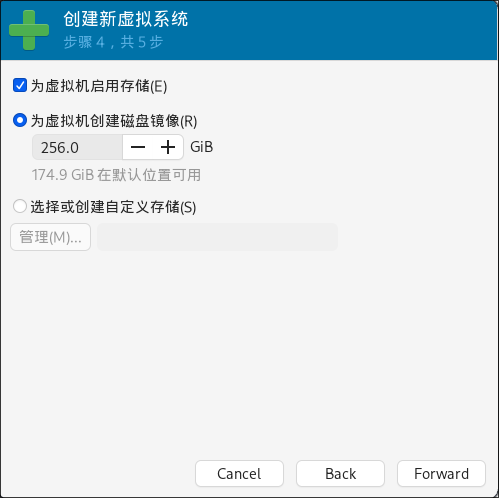 创建新虚拟系统
步骤 4，共 5 步
为虚拟机启用存储(E)
为虚拟机创建磁盘镜像(R)
256.0 GiB
174.9 GiB 在默认位置可用
选择或创建自定义存储(S)
管理(M)...
Cancel Back Forward